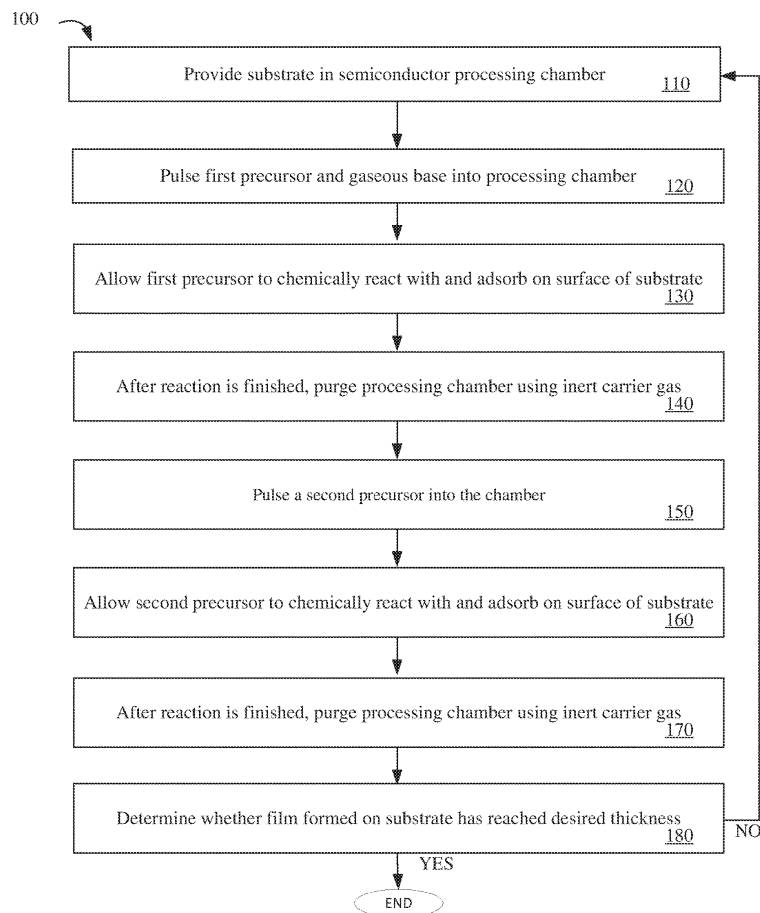 100
Provide substrate in semiconductor processing chamber
110
Pulse first precursor and gaseous base into processing chamber
120
Allow first precursor to chemically react with and adsorb on surface of substrate
130
After reaction is finished, purge processing chamber using inert carrier gas
140
Pulse a second precursor into the chamber
150
Allow second precursor to chemically react with and adsorb on surface of substrate
160
After reaction is finished, purge processing chamber using inert carrier gas
170
Determine whether film formed on substrate has reached desired thickness
180
NO
YES
END